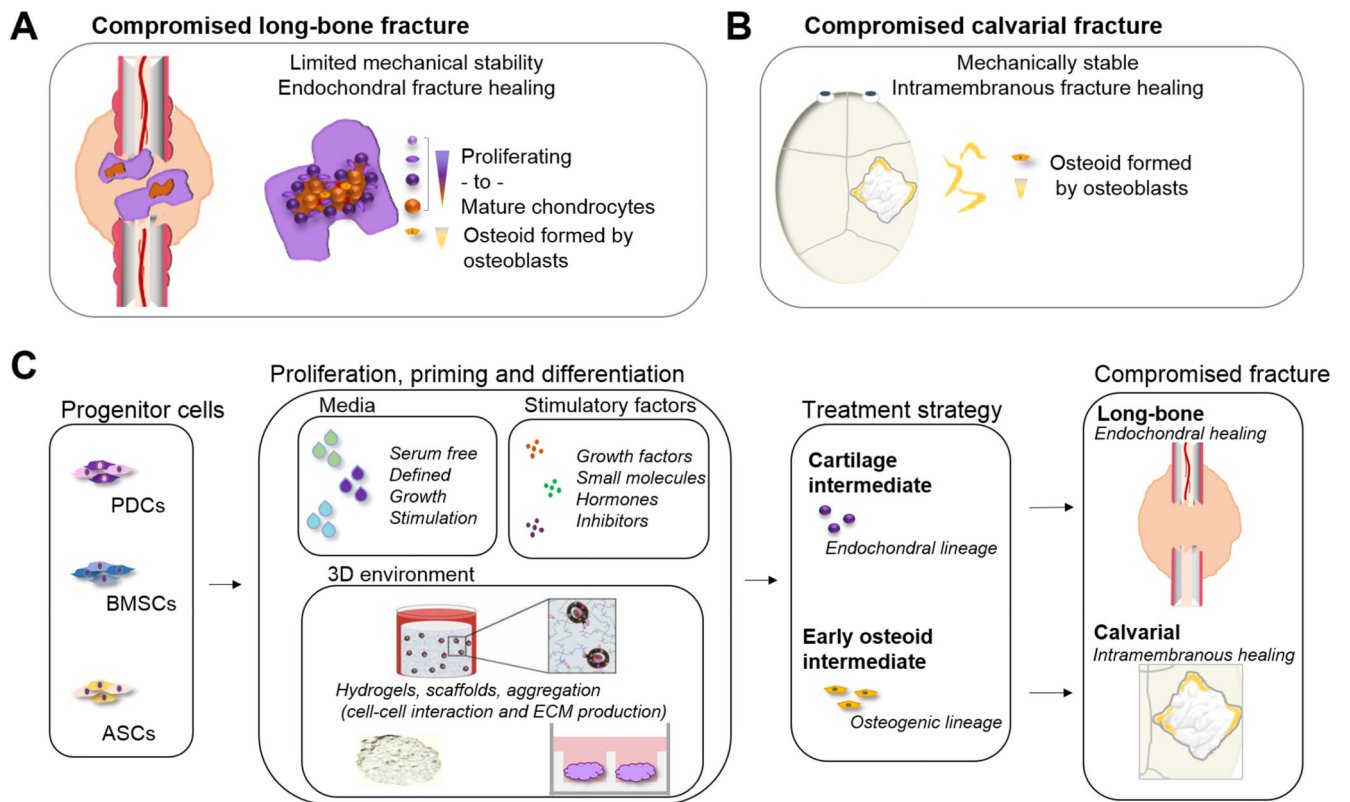 A
Compromised long-bone fracture
Limited mechanical stability
Endochondral fracture healing
Proliferating
- to -
Mature chondrocytes
Osteoid formed by
osteoblasts
B
Compromised calvarial fracture
Mechanically stable
Intramembranous fracture healing
Osteoid formed
by osteoblasts
C
Progenitor cells
PDCs
BMSCs
ASCs
Proliferation, priming and differentiation
Media
Serum free
Defined
Growth
Stimulation
Stimulatory factors
Growth factors
Small molecules
Hormones
Inhibitors
3D environment
Hydrogels, scaffolds, aggregation
(cell-cell interaction and ECM production)
Treatment strategy
Cartilage
intermediate
Endochondral lineage
Early osteoid
intermediate
Osteogenic lineage
Compromised fracture
Long-bone
Endochondral healing
Calvarial
Intramembranous healing